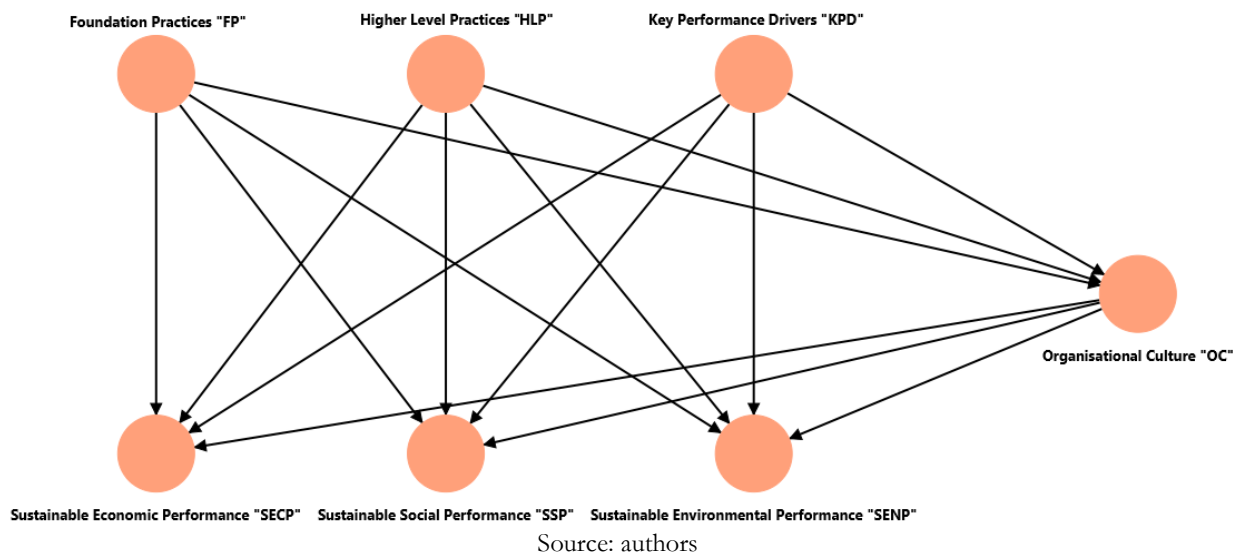 Foundation Practices "FP"
Higher Level Practices "HLP"
Key Performance Drivers "KPD"
Organisational Culture "OC"
Sustainable Economic Performance "SECP"
Sustainable Social Performance "SSP"
Sustainable Environmental Performance "SENP"
Source: authors